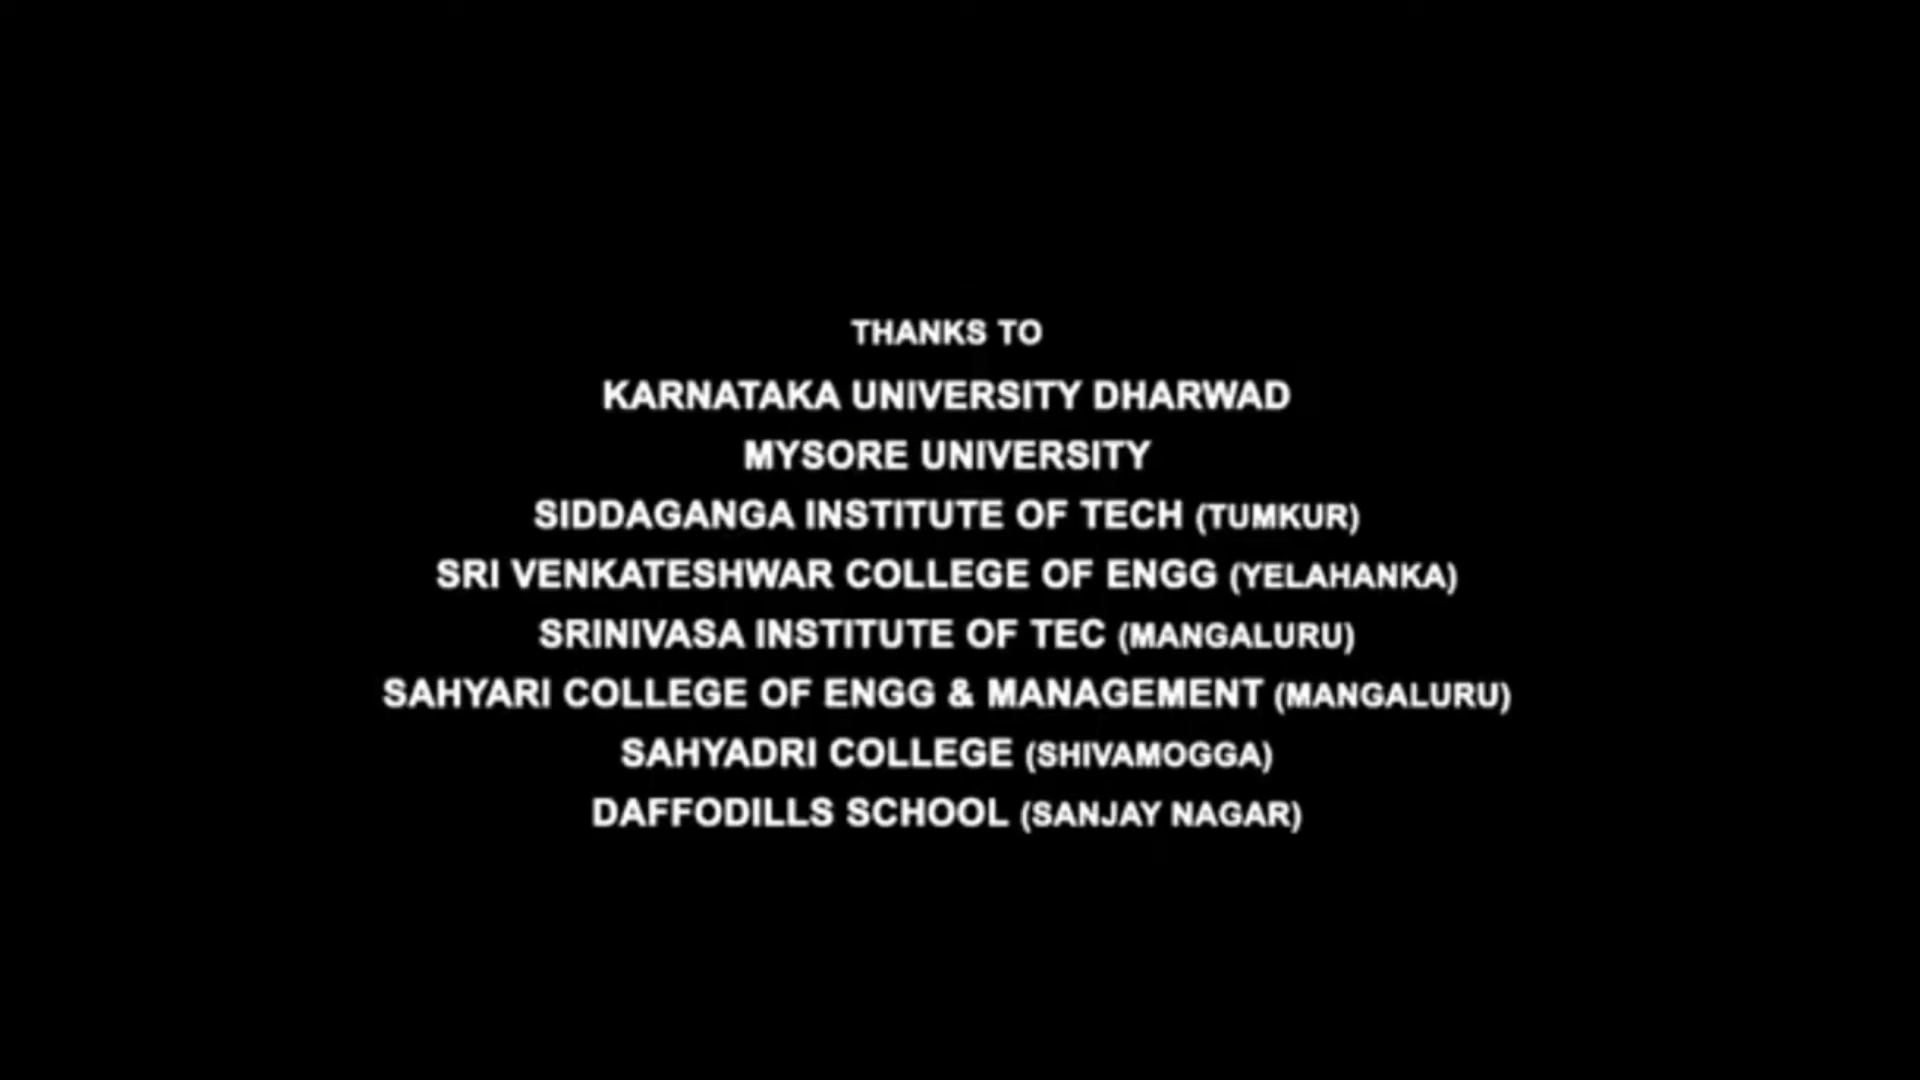 THANKS TO
KARNATAKA UNIVERSITY DHARWAD
MYSORE UNIVERSITY
SIDDAGANGA INSTITUTE OF TECH (TUMKUR)
SRI VENKATESHWAR COLLEGE OF ENGG (YELAHANKA)
SRINIVASA INSTITUTE OF TEC (MANGALURU)
SAHYARI COLLEGE OF ENGG & MANAGEMENT (MANGALURU)
SAHYADRI COLLEGE (SHIVAMOGGA)
DAFFODILLS SCHOOL (SANJAY NAGAR)